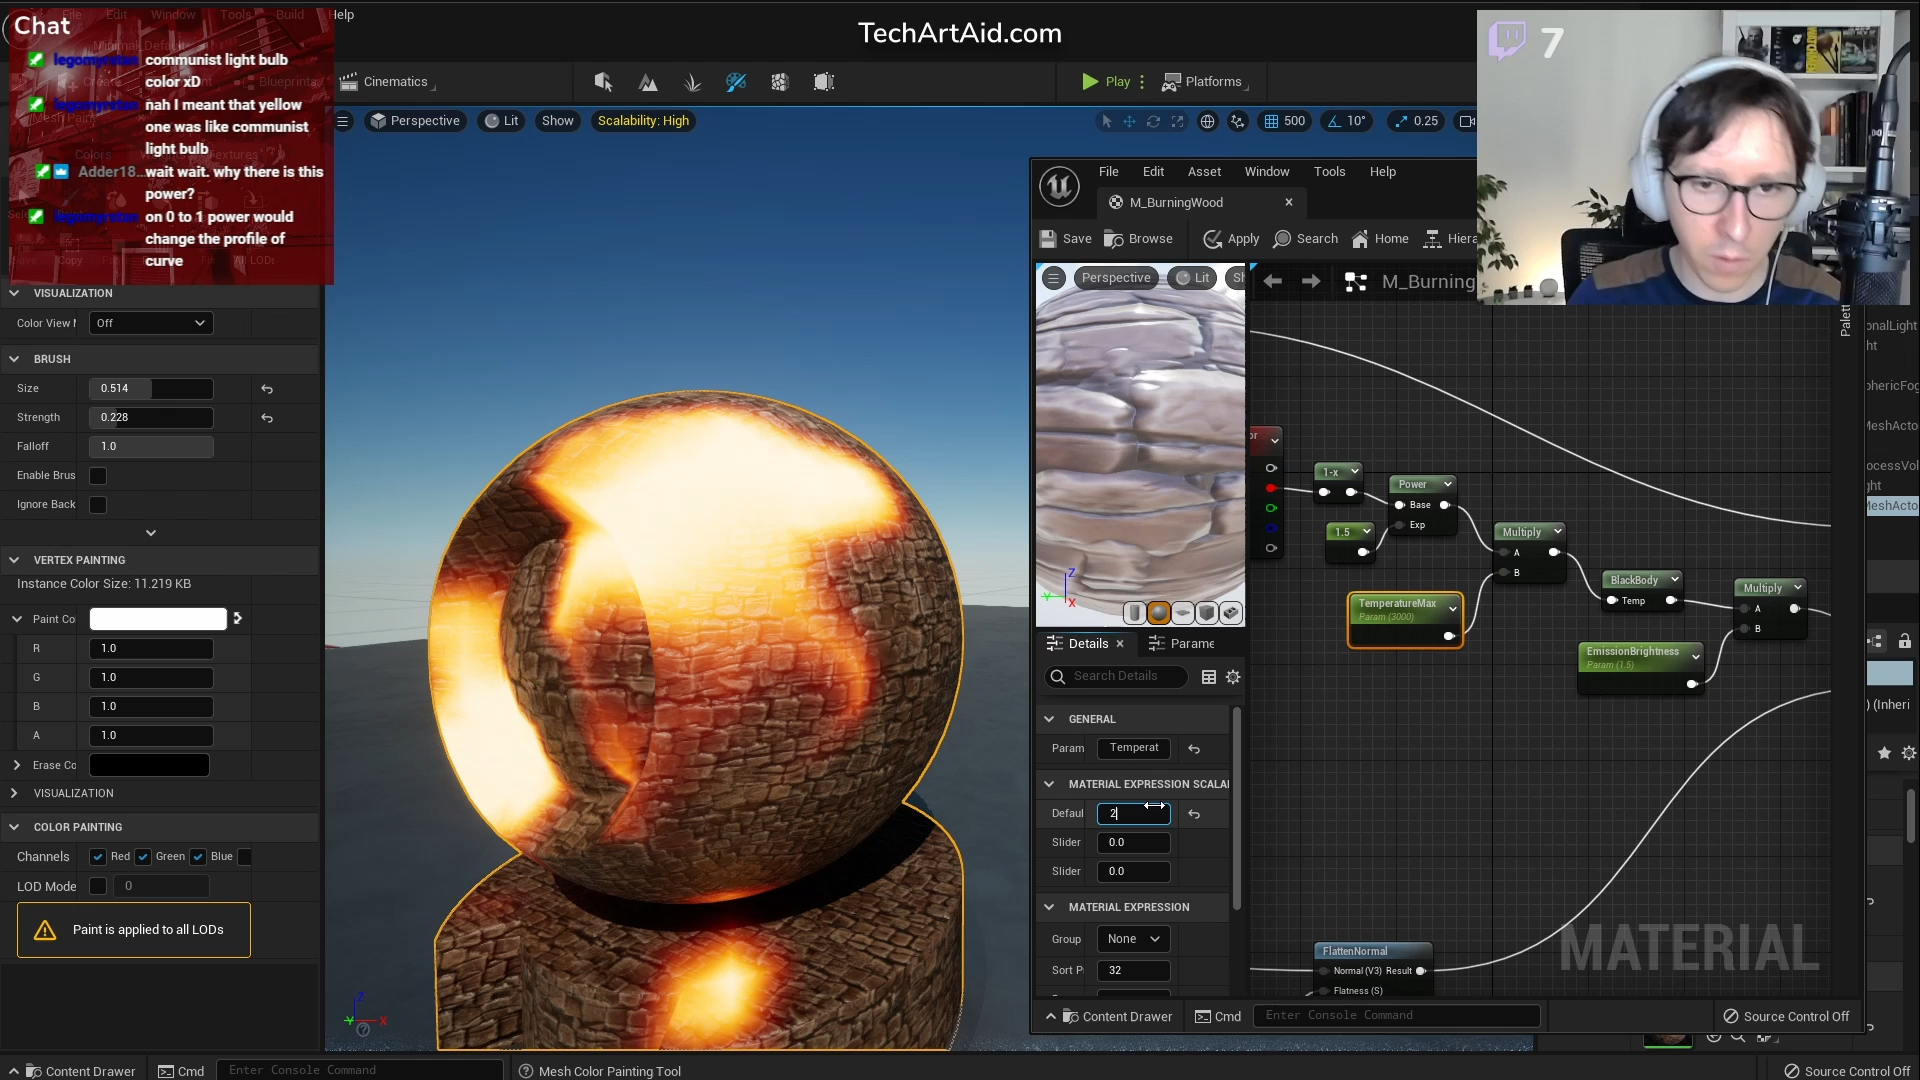 Chat
Edit
Window
Tools
Build
Help
TechArtAid.com
7
communist light bulb
color xD
nah I meant that yellow
one was like communist
light bulb
Adder18...
wait wait. why there is this
power?
on 0 to 1 power would
change the profile of
curve
Cinematics
Play
Platforms
Perspective
Lit
Show
Scalability: High
500
10°
0.25
VISUALIZATION
Off
BRUSH
Size
0.514
Strength
0.228
Falloff
1.0
Enable Brus
Ignore Back
VERTEX PAINTING
Instance Color Size: 11.219 KB
Paint Co
R
1.0
G
1.0
B
1.0
A
1.0
Erase Co
VISUALIZATION
COLOR PAINTING
Channels
Red
Green
Blue
LOD Mode
0
Paint is applied to all LODs
Z
Y
X
File
Edit
Asset
Window
Tools
Help
M_BurningWood
Save
Browse
Apply
Search
Home
Hiera
Perspective
Lit
Sh
M_Burning
Z
X
Details
Parame
Search Details
GENERAL
Param
Temperat
MATERIAL EXPRESSION SCALA
Defaul
2
Slider
0.0
Slider
0.0
MATERIAL EXPRESSION
Group
None
Sort P
32
1-x
Power
Base
Exp
1.5
Multiply
A
B
TemperatureMax
Param (3000)
BlackBody
Temp
Multiply
A
B
EmissionBrightness
Param (1.5)
FlattenNormal
Normal (V3)
Result
Flatness (S)
MATERIAL
Content Drawer
Cmd
Enter Console Command
Source Control Off
Content Drawer
Cmd
Enter Console Command
Mesh Color Painting Tool
Source Control Off